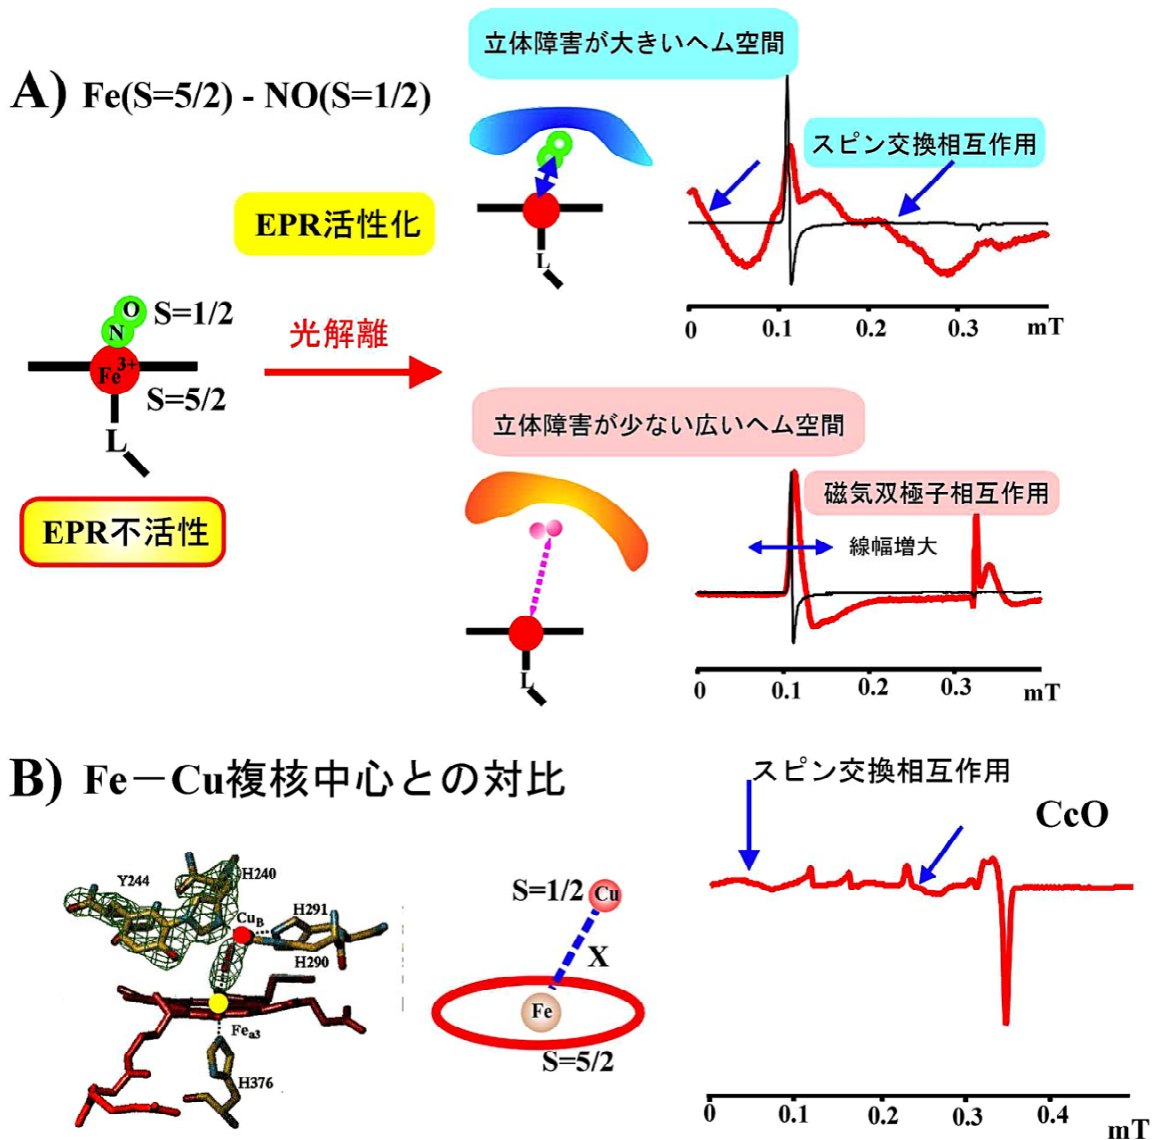 A) Fe(S=5/2) - NO(S=1/2)
立体障害が大きいヘム空間
スピン交換相互作用
EPR活性化
L
0 0.1 0.2 0.3 mT
O
N
S=1/2
Fe3+
S=5/2
L
光解離
EPR不活性
立体障害が少ない広いヘム空間
磁気双極子相互作用
線幅増大
L
0 0.1 0.2 0.3 mT
B) Fe－Cu複核中心との対比
スピン交換相互作用
CcO
Y244
H240
CuB
H291
H290
Fea3
H376
S=1/2
Cu
X
Fe
S=5/2
0 0.1 0.2 0.3 0.4 mT